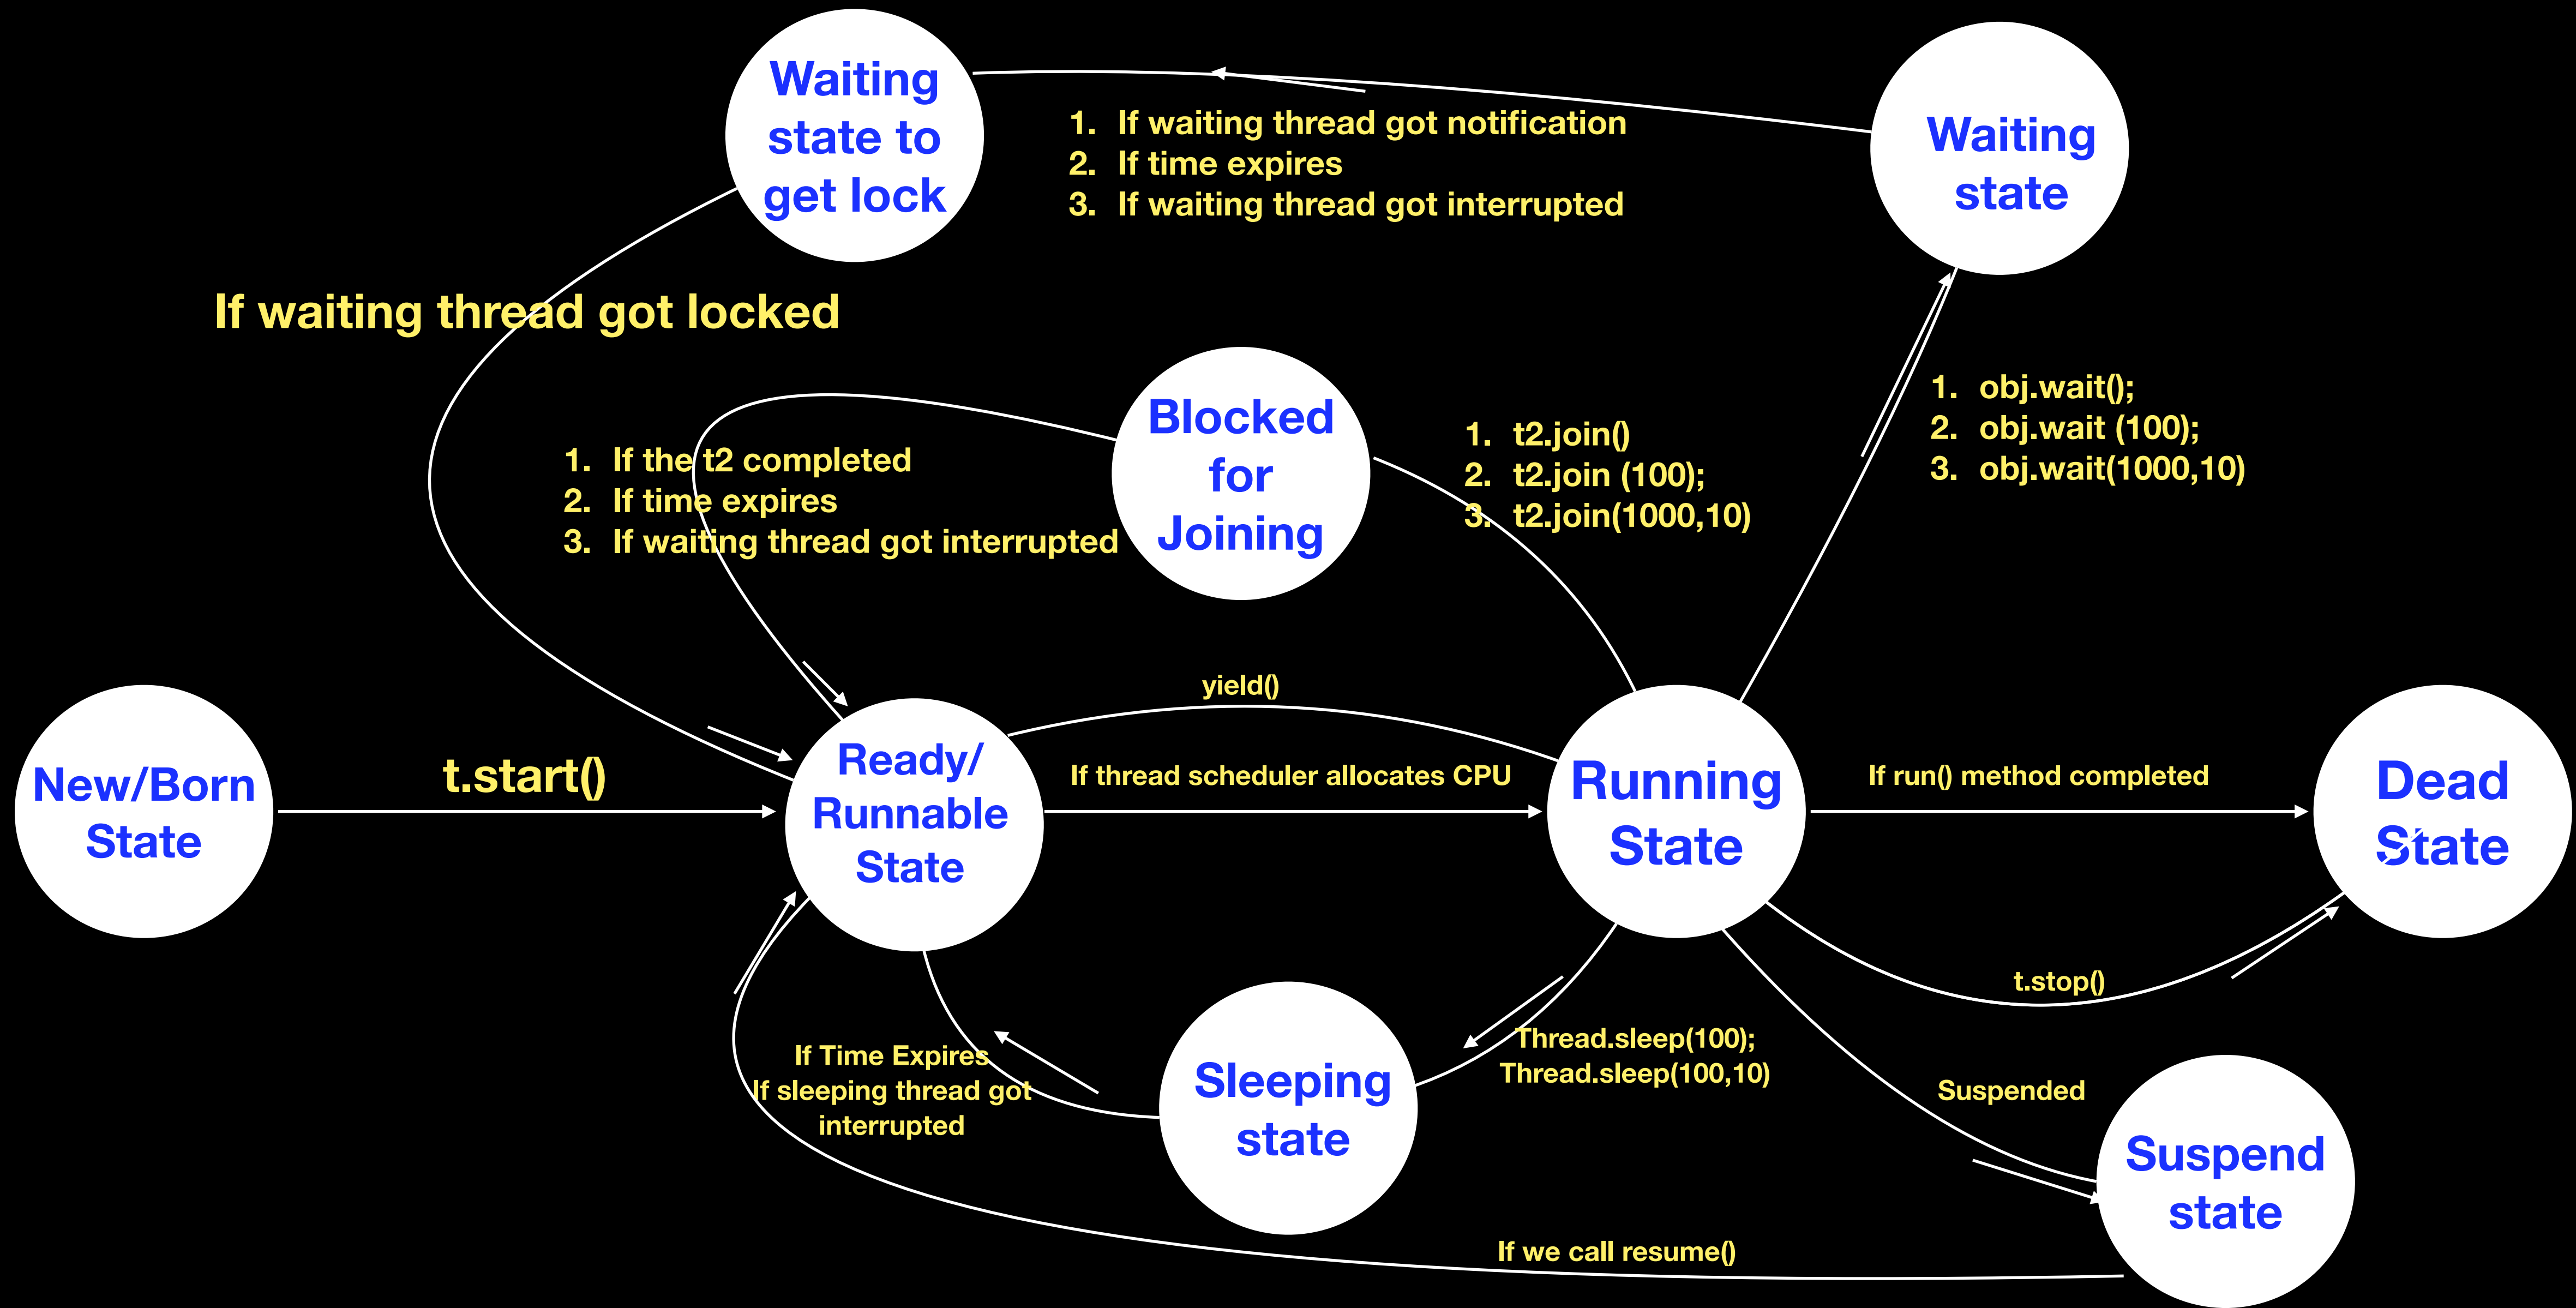 Waiting
state to
get lock
1. If waiting thread got notification
2. If time expires
3. If waiting thread got interrupted
Waiting
state
If waiting thread got locked
Blocked
for
Joining
1. If the t2 completed
2. If time expires
3. If waiting thread got interrupted
1. t2.join()
2. t2.join (100);
3. t2.join(1000,10)
1. obj.wait();
2. obj.wait (100);
3. obj.wait(1000,10)
New/Born
State
t.start()
Ready/
Runnable
State
yield()
If thread scheduler allocates CPU
Running
State
If run() method completed
Dead
State
t.stop()
If Time Expires
If sleeping thread got
interrupted
Sleeping
state
Thread.sleep(100);
Thread.sleep(100,10)
Suspended
Suspend
state
If we call resume()